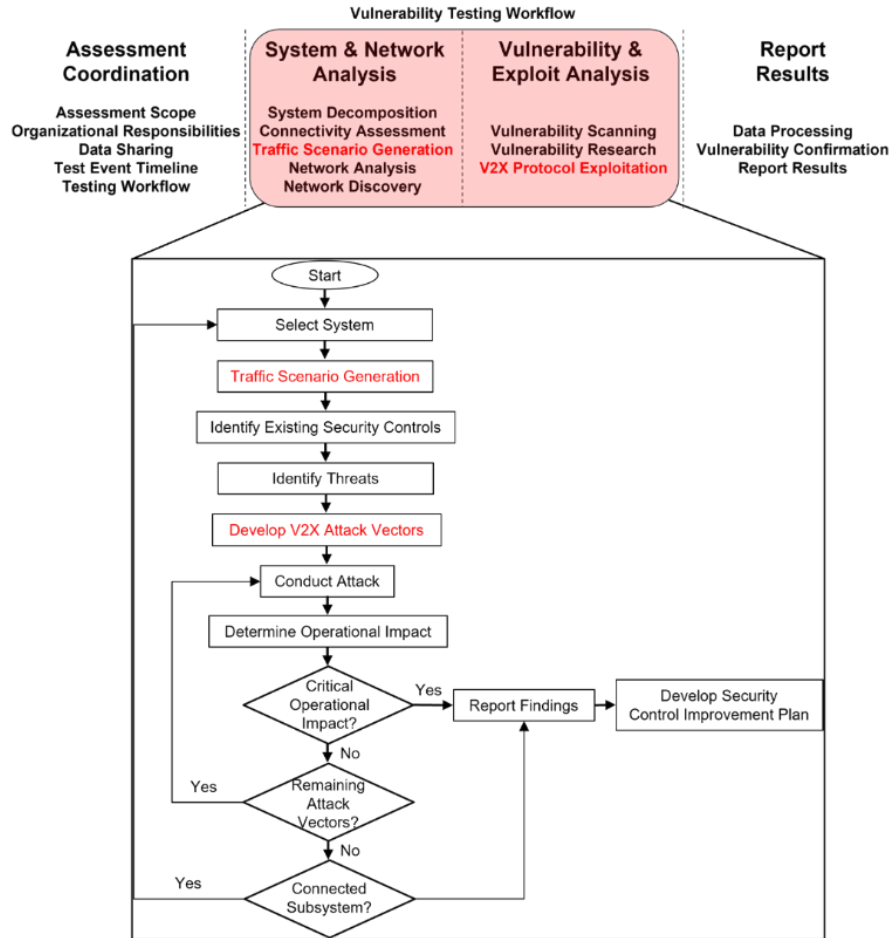 Vulnerability Testing Workflow
Assessment
Coordination
Assessment Scope
Organizational Responsibilities
Data Sharing
Test Event Timeline
Testing Workflow
System & Network
Analysis
System Decomposition
Connectivity Assessment
Traffic Scenario Generation
Network Analysis
Network Discovery
Vulnerability &
Exploit Analysis
Vulnerability Scanning
Vulnerability Research
V2X Protocol Exploitation
Report
Results
Data Processing
Vulnerability Confirmation
Report Results
Start
Select System
Traffic Scenario Generation
Identify Existing Security Controls
Identify Threats
Develop V2X Attack Vectors
Conduct Attack
Determine Operational Impact
Critical
Operational
Impact?
Yes
Report Findings
Develop Security
Control Improvement Plan
No
Remaining
Attack
Vectors?
Yes
No
Connected
Subsystem?
Yes